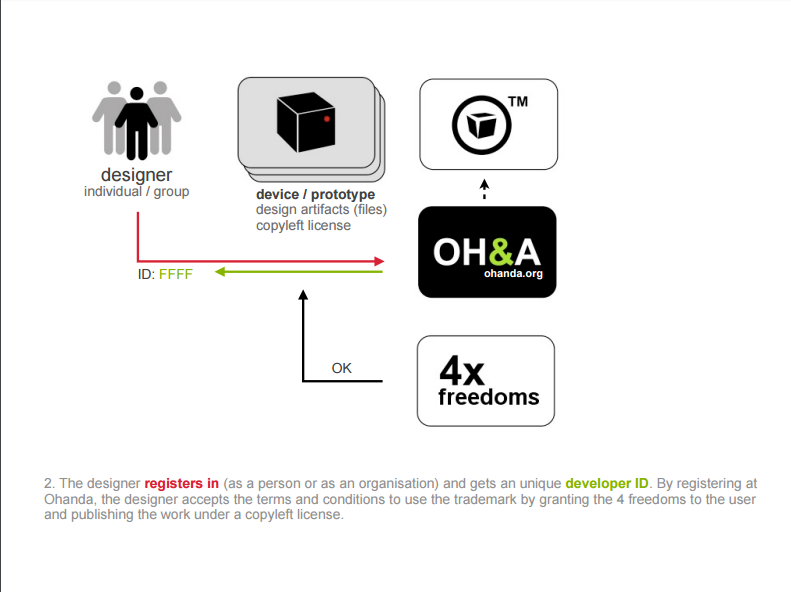 TM
designer
individual / group
device / prototype
design artifacts (files)
copyleft license
OH&A
ohanda.org
ID: FFFF
OK
4x
freedoms
2. The designer registers in (as a person or as an organisation) and gets an unique developer ID. By registering at
Ohanda, the designer accepts the terms and conditions to use the trademark by granting the 4 freedoms to the user
and publishing the work under a copyleft license.